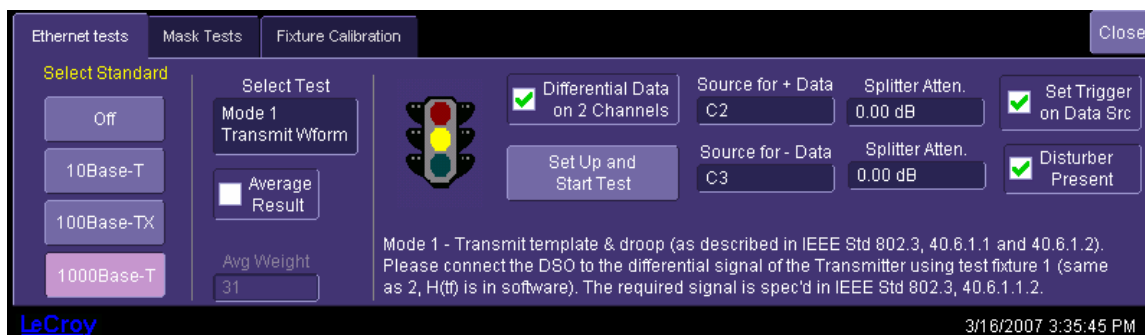 Ethernet tests
Mask Tests
Fixture Calibration
Close
Select Standard
Off
10Base-T
100Base-TX
1000Base-T
Select Test
Mode 1
Transmit Wform
Average
Result
Avg Weight
31
Differential Data
on 2 Channels
Set Up and
Start Test
Source for + Data
C2
Splitter Atten.
0.00 dB
Source for - Data
C3
Splitter Atten.
0.00 dB
Set Trigger
on Data Src
Disturber
Present
Mode 1 - Transmit template & droop (as described in IEEE Std 802.3, 40.6.1.1 and 40.6.1.2).
Please connect the DSO to the differential signal of the Transmitter using test fixture 1 (same
as 2, H(tf) is in software). The required signal is spec'd in IEEE Std 802.3, 40.6.1.1.2.
LeCroy
3/16/2007 3:35:45 PM